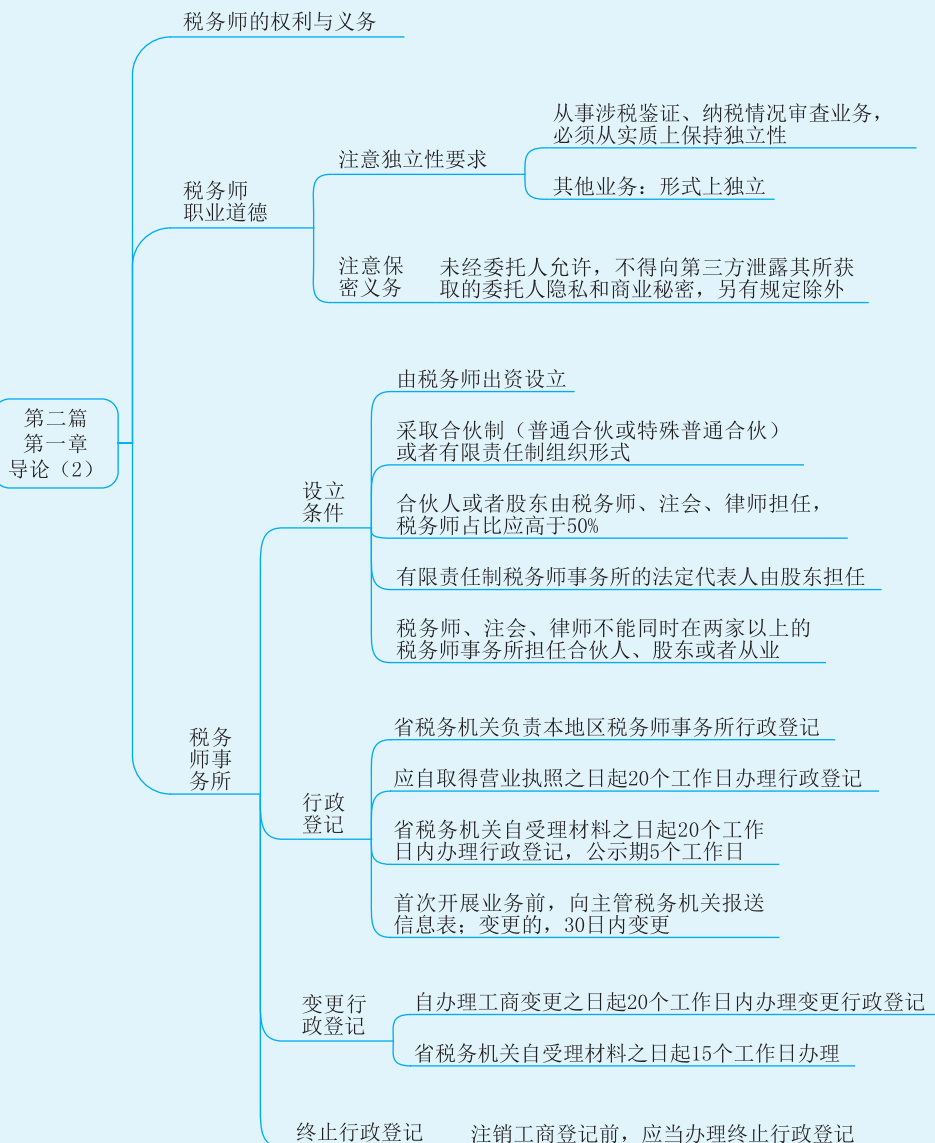 税务师的权利与义务
从事涉税鉴证、纳税情况审查业务，
必须从实质上保持独立性
注意独立性要求
其他业务：形式上独立
税务师
职业道德
注意保
密义务
未经委托人允许，不得向第三方泄露其所获
取的委托人隐私和商业秘密，另有规定除外
第二篇
第一章
导论（2）
由税务师出资设立
采取合伙制（普通合伙或特殊普通合伙）
或者有限责任制组织形式
设立
条件
合伙人或者股东由税务师、注会、律师担任，
税务师占比应高于50%
有限责任制税务师事务所的法定代表人由股东担任
税务师、注会、律师不能同时在两家以上的
税务师事务所担任合伙人、股东或者从业
税务
师事
务所
省税务机关负责本地区税务师事务所行政登记
应自取得营业执照之日起20个工作日办理行政登记
行政
登记
省税务机关自受理材料之日起20个工作
日内办理行政登记，公示期5个工作日
首次开展业务前，向主管税务机关报送
信息表；变更的，30日内变更
变更行
政登记
自办理工商变更之日起20个工作日内办理变更行政登记
省税务机关自受理材料之日起15个工作日办理
终止行政登记
注销工商登记前，应当办理终止行政登记